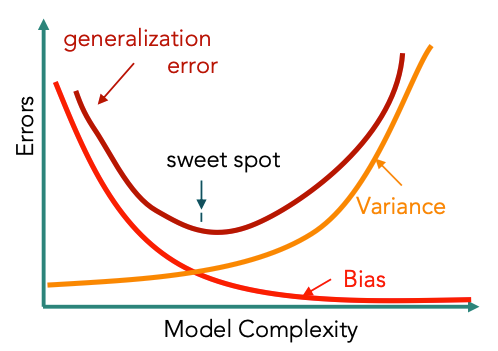 generalization
error
sweet spot
Errors
Variance
Bias
Model Complexity